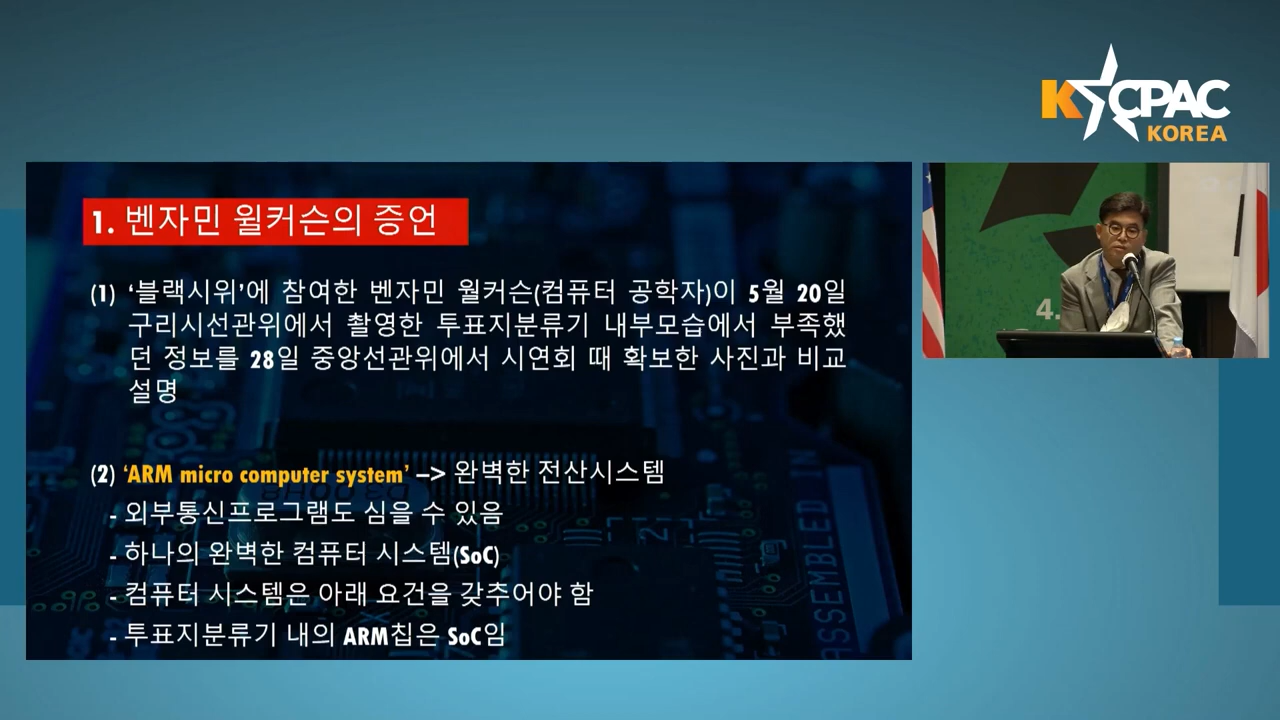 K CPAC
KOREA
1. 벤자민 윌커슨의 증언
(1) ‘블랙시위’에 참여한 벤자민 월커슨(컴퓨터 공학자)이 5월 20일
구리시선관위에서 촬영한 투표지분류기 내부모습에서 부족했
던 정보를 28일 중앙선관위에서 시연회 때 확보한 사진과 비교
설명
(2) ‘ARM micro computer system’ –> 완벽한 전산시스템
- 외부통신프로그램도 심을 수 있음
- 하나의 완벽한 컴퓨터 시스템(SoC)
- 컴퓨터 시스템은 아래 요건을 갖추어야 함
- 투표지분류기 내의 ARM칩은 SoC임
ASSEMBLED IN
4.